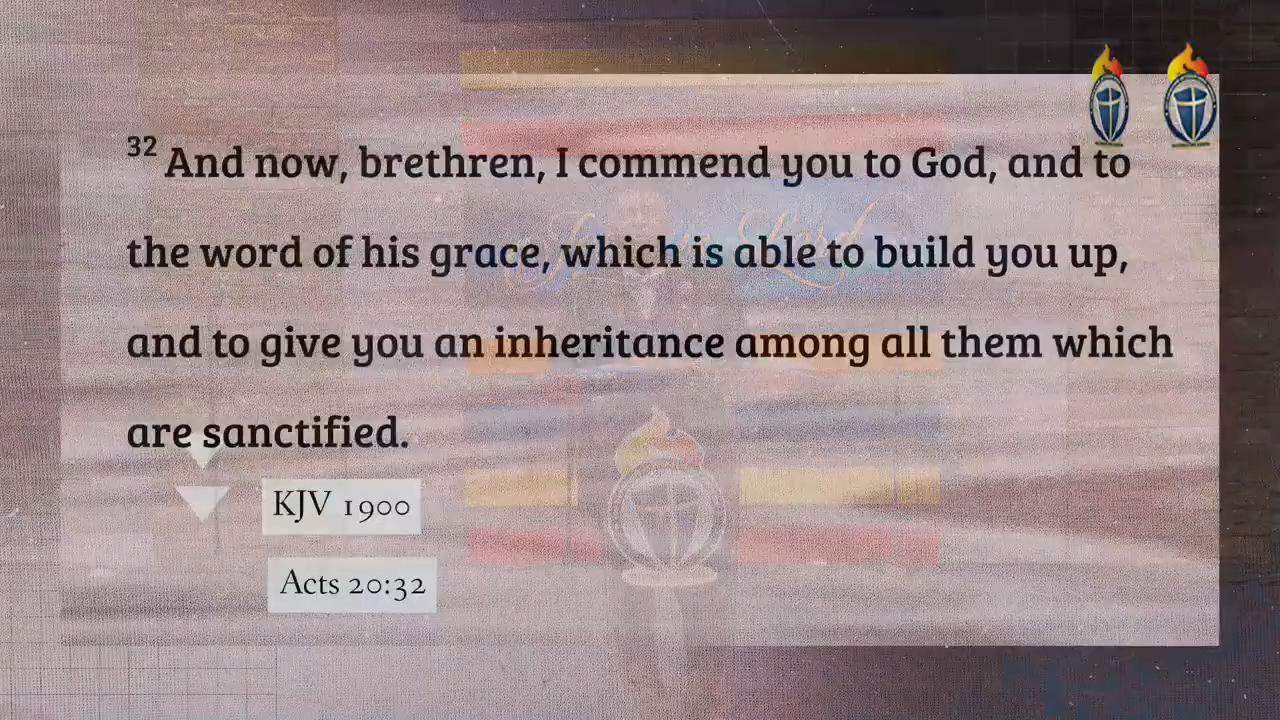 32 And now, brethren, I commend you to God, and to
the word of his grace, which is able to build you up,
and to give you an inheritance among all them which
are sanctified.
KJV 1900
Acts 20:32